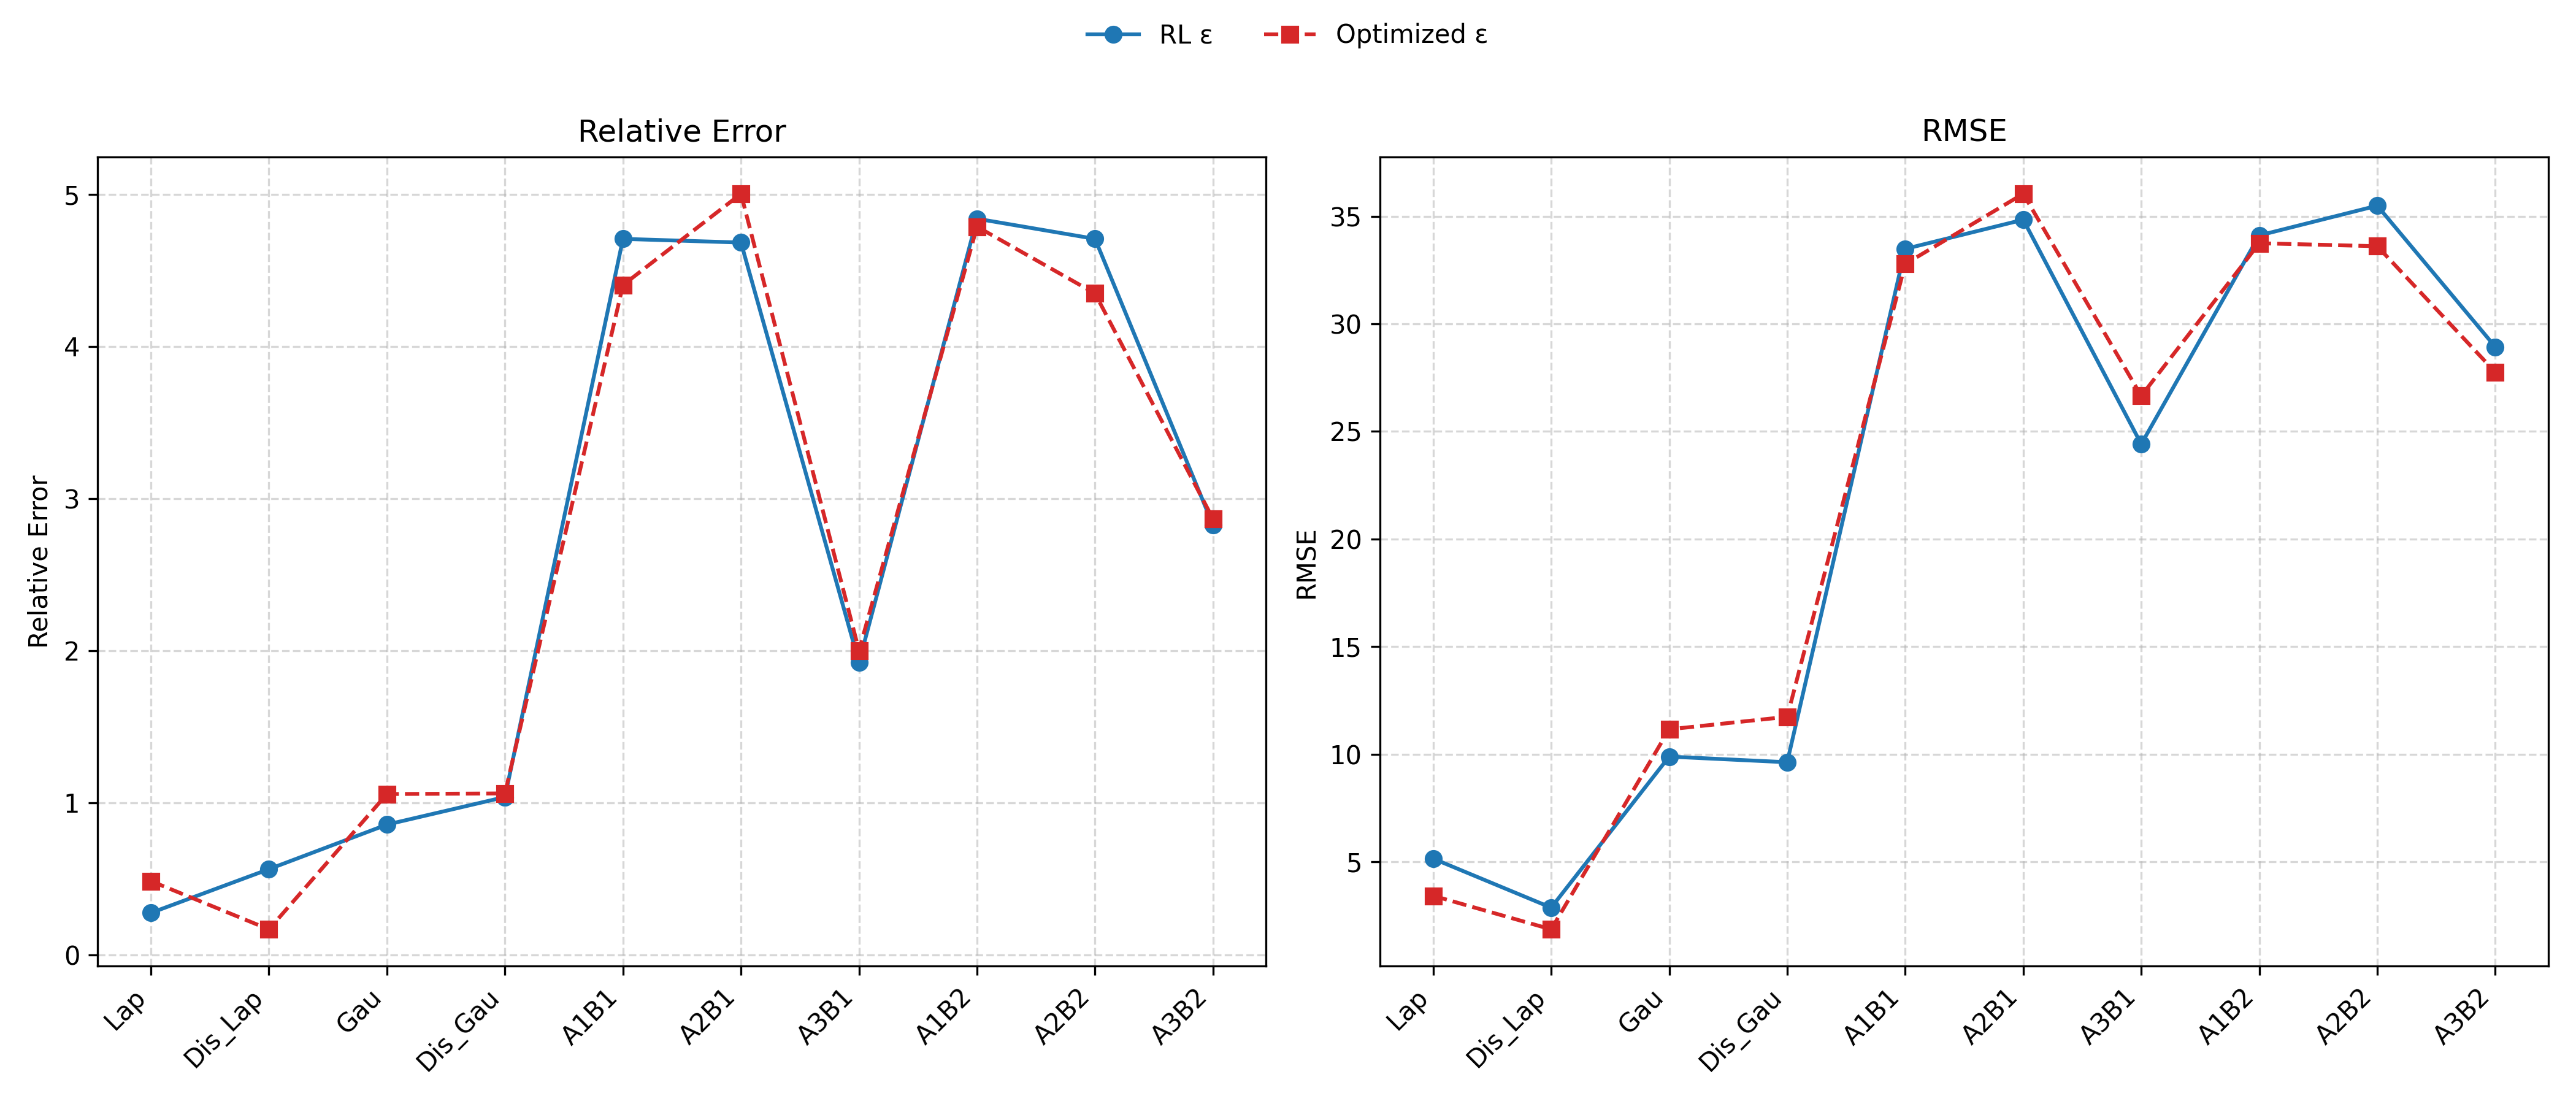 RL ε Optimized ε
Relative Error
Relative Error
5
4
3
2
1
0
Lap Dis_Lap Gau Dis_Gau A1B1 A2B1 A3B1 A1B2 A2B2 A3B2
RMSE
RMSE
35
30
25
20
15
10
5
Lap Dis_Lap Gau Dis_Gau A1B1 A2B1 A3B1 A1B2 A2B2 A3B2